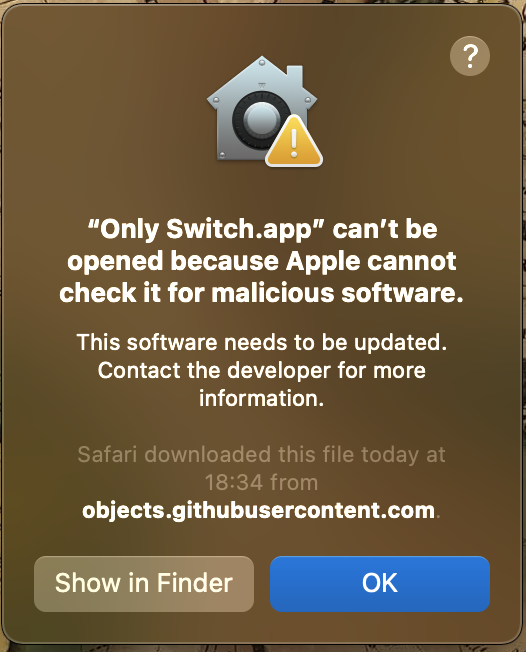 ?
“Only Switch.app” can’t be
opened because Apple cannot
check it for malicious software.
This software needs to be updated.
Contact the developer for more
information.
Safari downloaded this file today at
18:34 from
objects.githubusercontent.com.
Show in Finder
OK